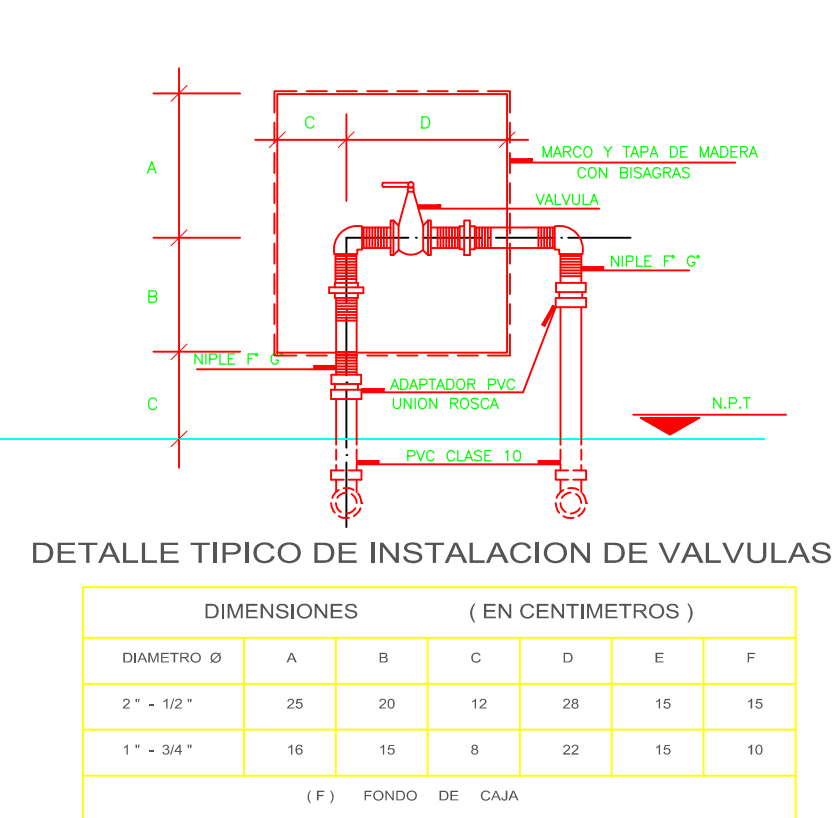 C D
MARCO Y TAPA DE MADERA
CON BISAGRAS
A
VALVULA
NIPLE F° G°
B
NIPLE F° G°
ADAPTADOR PVC
UNION ROSCA
C
N.P.T
PVC CLASE 10
DETALLE TIPICO DE INSTALACION DE VALVULAS
DIMENSIONES ( EN CENTIMETROS )
DIAMETRO Ø A B C D E F
2 " - 1/2 " 25 20 12 28 15 15
1 " - 3/4 " 16 15 8 22 15 10
( F ) FONDO DE CAJA